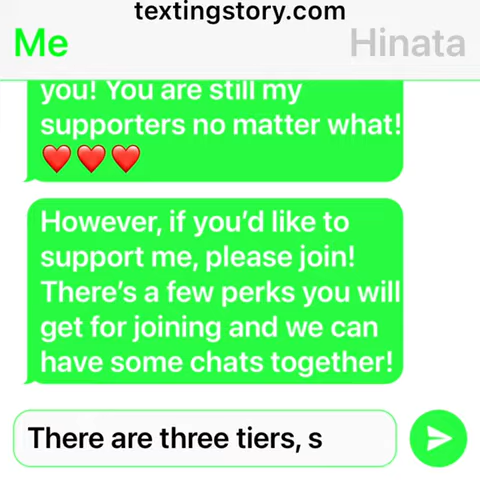 textingstory.com
Me
Hinata
you! You are still my
supporters no matter what!
❤️❤️❤️
However, if you’d like to
support me, please join!
There’s a few perks you will
get for joining and we can
have some chats together!
There are three tiers, s